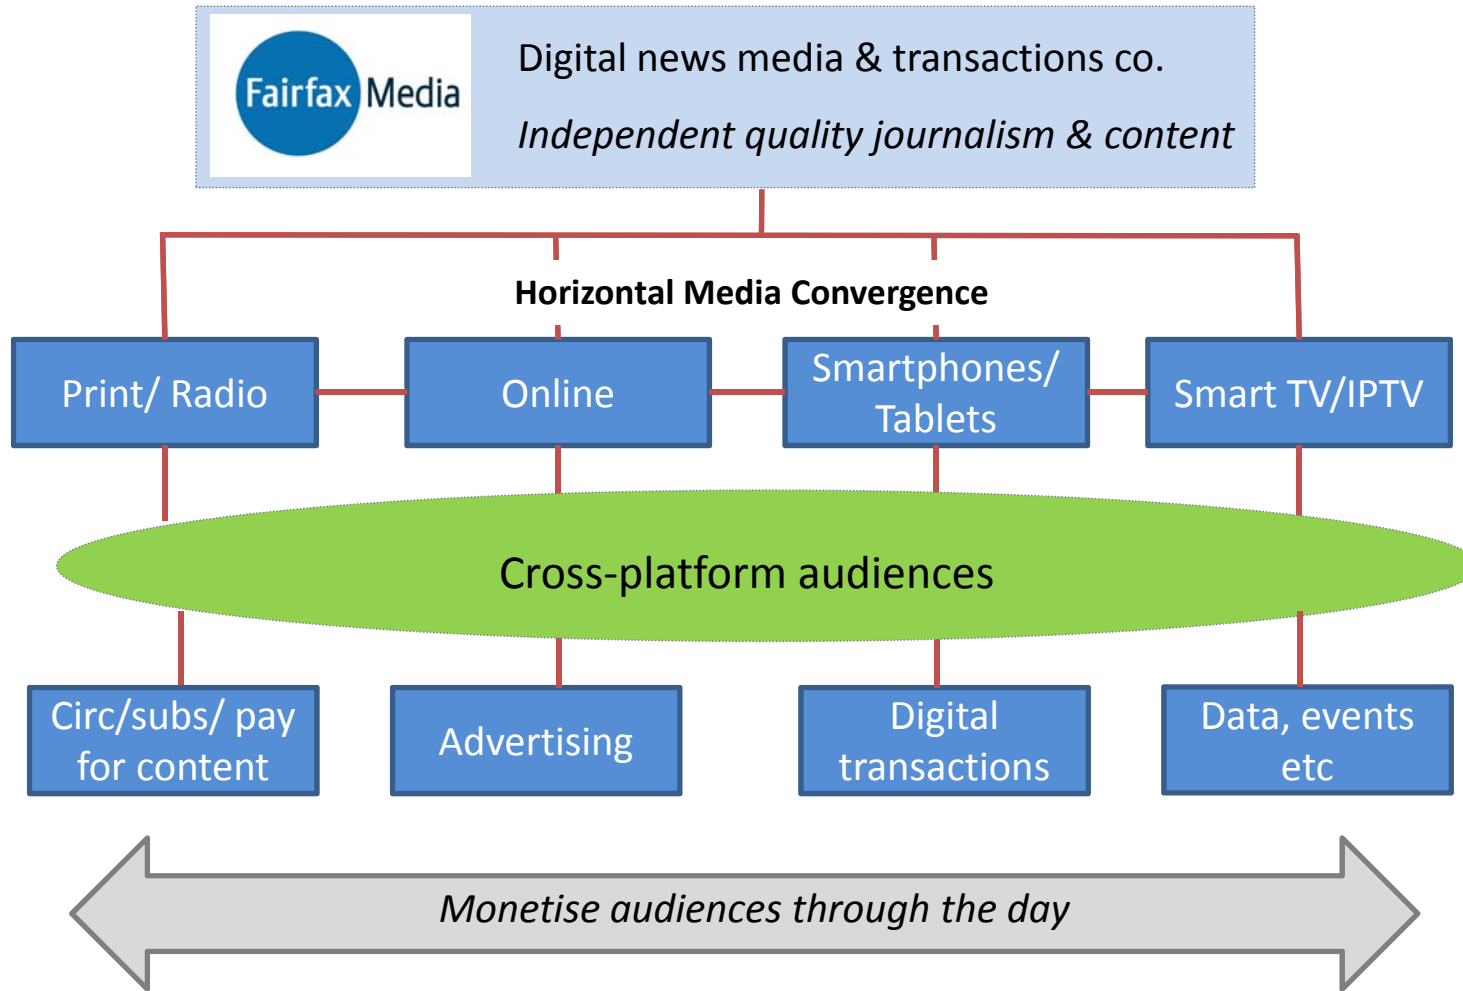 Fairfax Media
Digital news media & transactions co.
Independent quality journalism & content
Horizontal Media Convergence
Print/ Radio
Online
Smartphones/
Tablets
Smart TV/IPTV
Cross-platform audiences
Circ/subs/ pay
for content
Advertising
Digital
transactions
Data, events
etc
Monetise audiences through the day